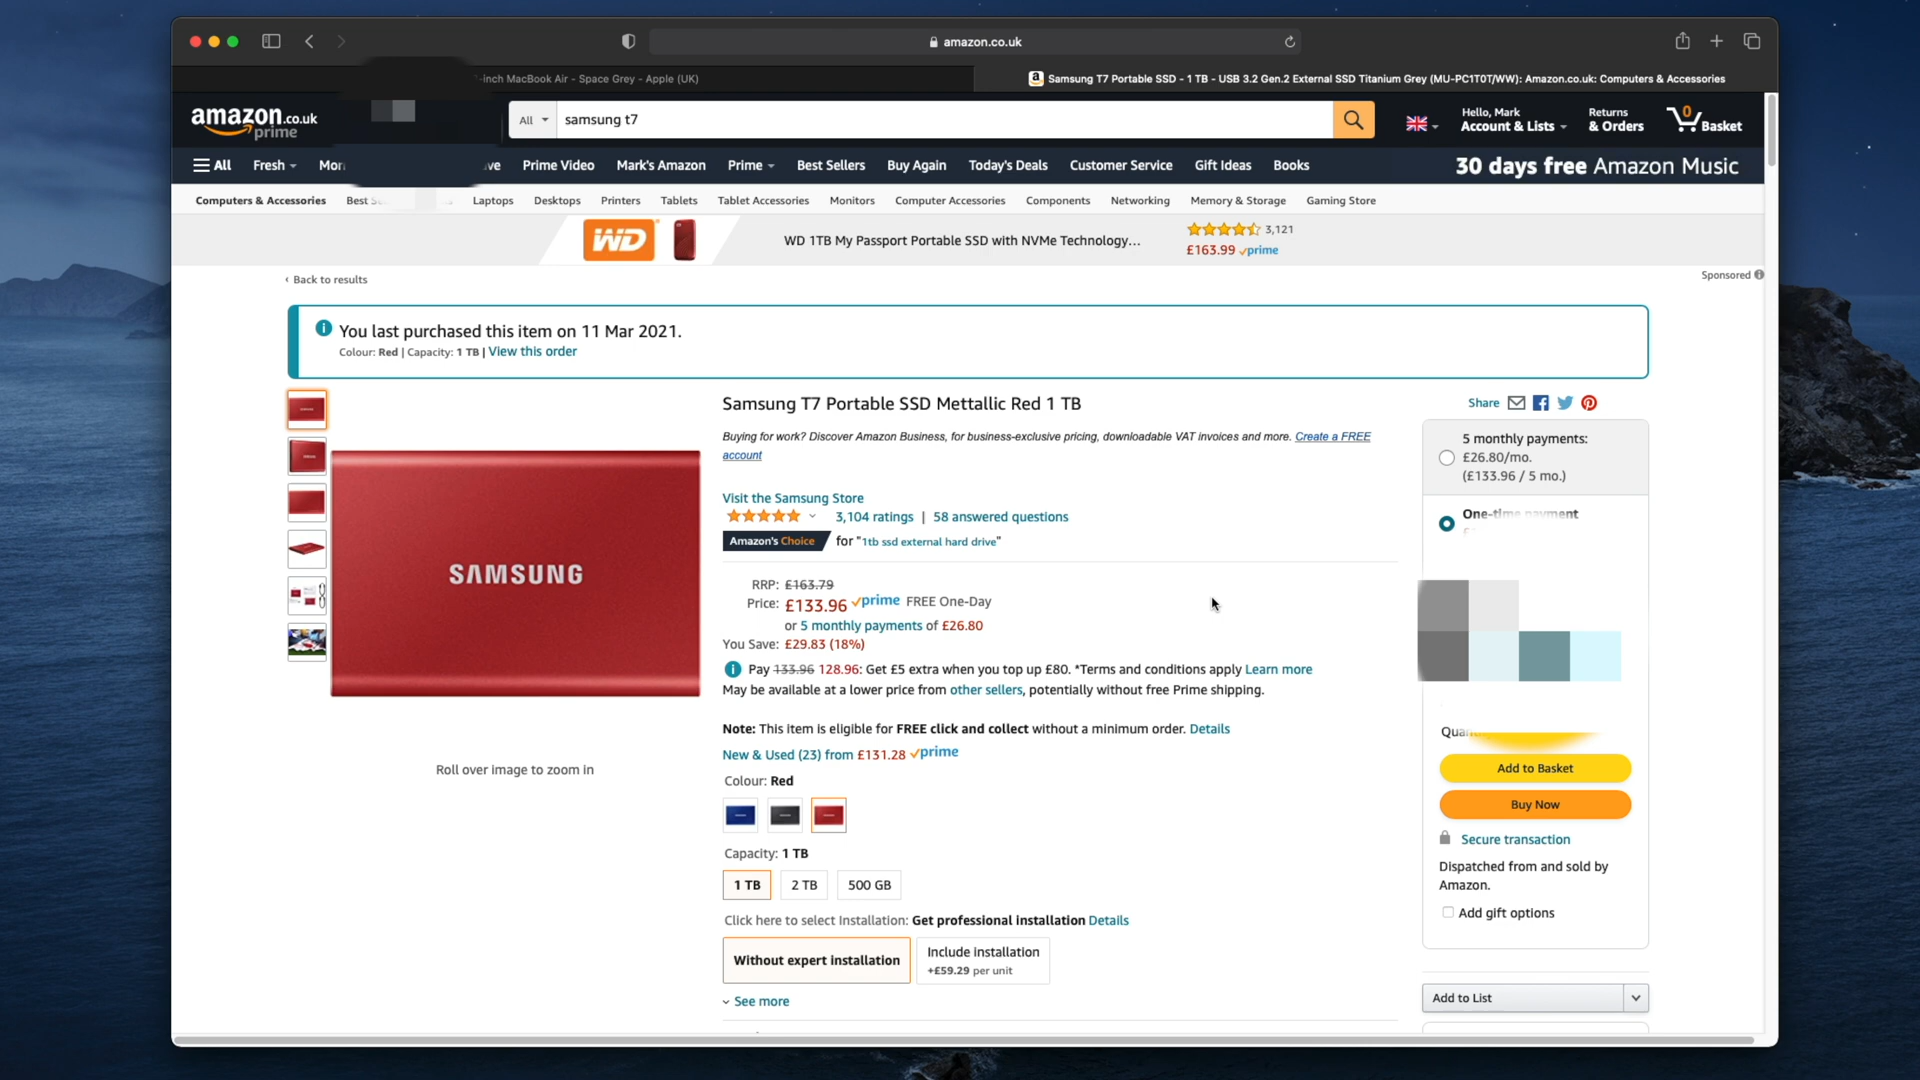 amazon.co.uk
-inch MacBook Air - Space Grey - Apple (UK)
Samsung T7 Portable SSD - 1 TB - USB 3.2 Gen.2 External SSD Titanium Grey (MU-PC1T0T/WW): Amazon.co.uk: Computers & Accessories
amazon.co.uk
prime
All
samsung t7
Hello, Mark
Account & Lists
Returns
& Orders
0
Basket
All
Fresh
Prime Video
Mark's Amazon
Prime
Best Sellers
Buy Again
Today's Deals
Customer Service
Gift Ideas
Books
30 days free Amazon Music
Computers & Accessories
Best
Laptops
Desktops
Printers
Tablets
Tablet Accessories
Monitors
Computer Accessories
Components
Networking
Memory & Storage
Gaming Store
WD
WD 1TB My Passport Portable SSD with NVMe Technology...
3,121
£163.99 prime
‹ Back to results
Sponsored
You last purchased this item on 11 Mar 2021.
Colour: Red | Capacity: 1 TB | View this order
SAMSUNG
Roll over image to zoom in
Samsung T7 Portable SSD Mettallic Red 1 TB
Buying for work? Discover Amazon Business, for business-exclusive pricing, downloadable VAT invoices and more. Create a FREE
account
Visit the Samsung Store
3,104 ratings | 58 answered questions
Amazon's Choice for "1tb ssd external hard drive"
RRP: £163.79
Price: £133.96 prime FREE One-Day
or 5 monthly payments of £26.80
You Save: £29.83 (18%)
Pay 133.96 128.96: Get £5 extra when you top up £80. *Terms and conditions apply Learn more
May be available at a lower price from other sellers, potentially without free Prime shipping.
Note: This item is eligible for FREE click and collect without a minimum order. Details
New & Used (23) from £131.28 prime
Colour: Red
Capacity: 1 TB
1 TB
2 TB
500 GB
Click here to select Installation: Get professional installation Details
Without expert installation
Include installation
+£59.29 per unit
See more
Share
5 monthly payments:
£26.80/mo.
(£133.96 / 5 mo.)
One-time payment
Add to Basket
Buy Now
Secure transaction
Dispatched from and sold by
Amazon.
Add gift options
Add to List